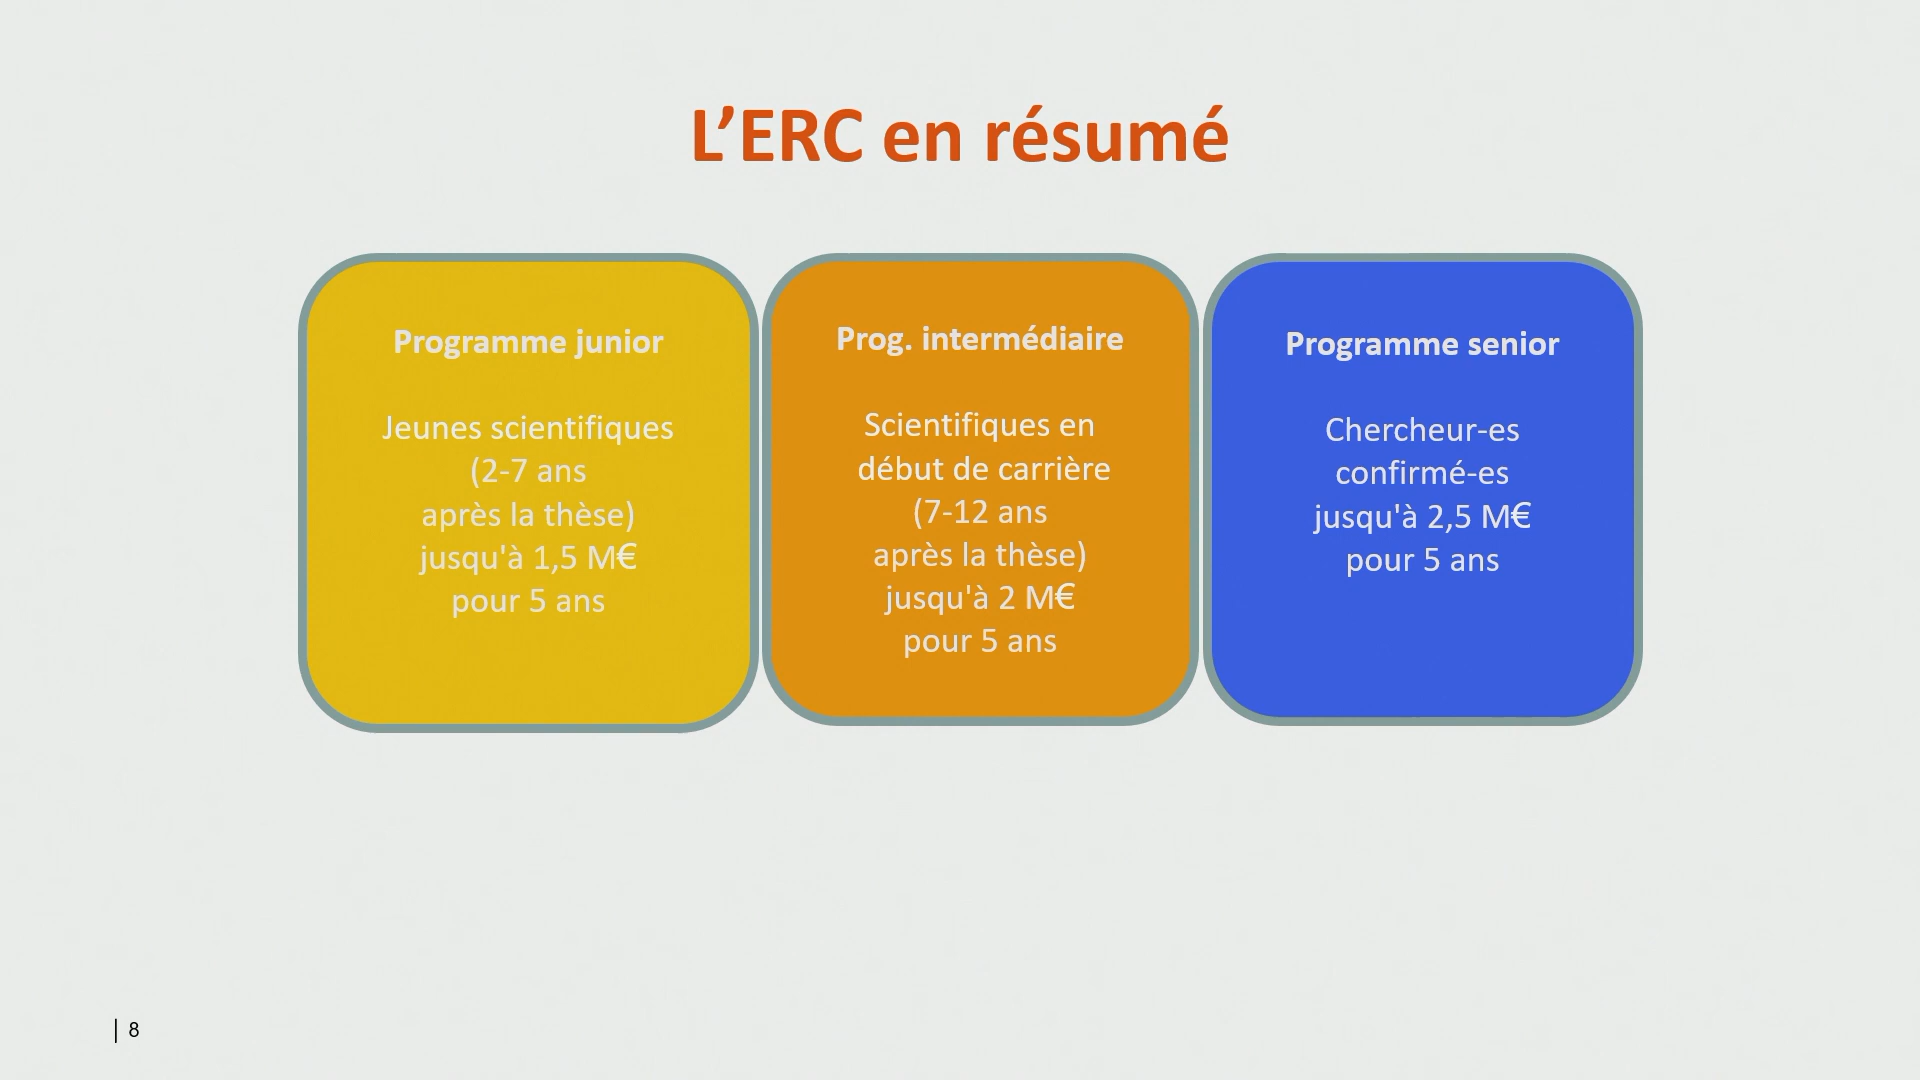 L’ERC en résumé
Programme junior
Jeunes scientifiques
(2-7 ans
après la thèse)
jusqu'à 1,5 M€
pour 5 ans
Prog. intermédiaire
Scientifiques en
début de carrière
(7-12 ans
après la thèse)
jusqu'à 2 M€
pour 5 ans
Programme senior
Chercheur-es
confirmé-es
jusqu'à 2,5 M€
pour 5 ans
| 8